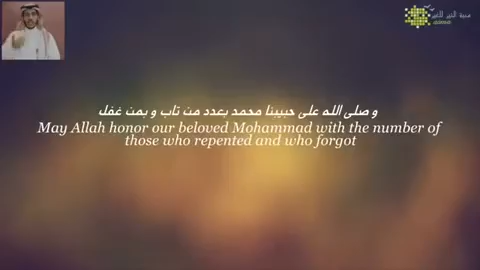 و صلى الله على حبيبنا محمد بعدد من تاب و بمن غفل
May Allah honor our beloved Mohammad with the number of
those who repented and who forgot